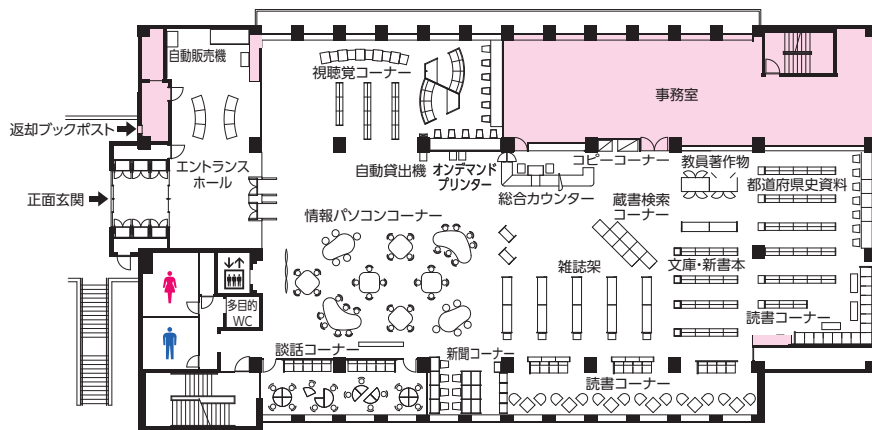 自動販売機
視聴覚コーナー
事務室
返却ブックポスト
エントランス
ホール
自動貸出機
オンデマンド
プリンター
コピーコーナー
教員著作物
総合カウンター
都道府県史資料
正面玄関
情報パソコンコーナー
蔵書検索
コーナー
雑誌架
文庫・新書本
多目的
WC
読書コーナー
談話コーナー
新聞コーナー
読書コーナー